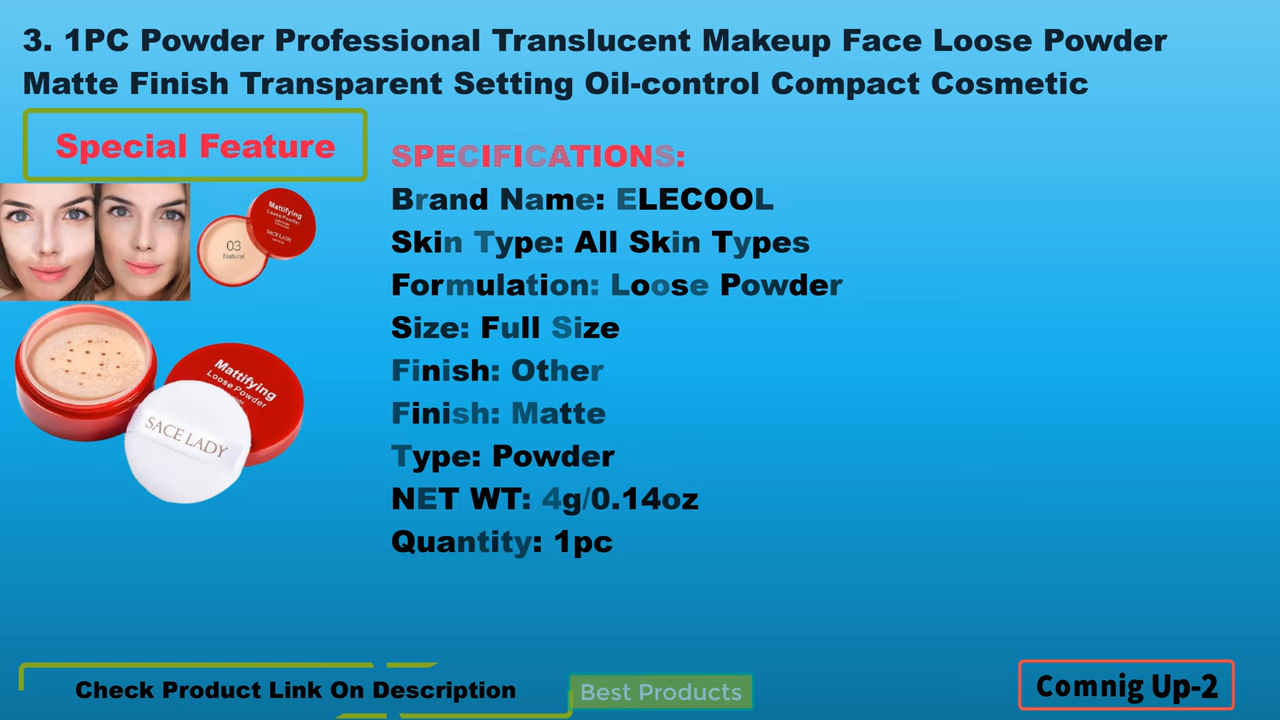 3. 1PC Powder Professional Translucent Makeup Face Loose Powder
Matte Finish Transparent Setting Oil-control Compact Cosmetic
Special Feature
SPECIFICATIONS:
Brand Name: ELECOOL
Skin Type: All Skin Types
Formulation: Loose Powder
Size: Full Size
Finish: Other
Finish: Matte
Type: Powder
NET WT: 4g/0.14oz
Quantity: 1pc
03
Natural
Mattifying
Loose Powder
SACE LADY
Mattifying
Loose Powder
SACE LADY
Check Product Link On Description
Best Products
Comnig Up-2